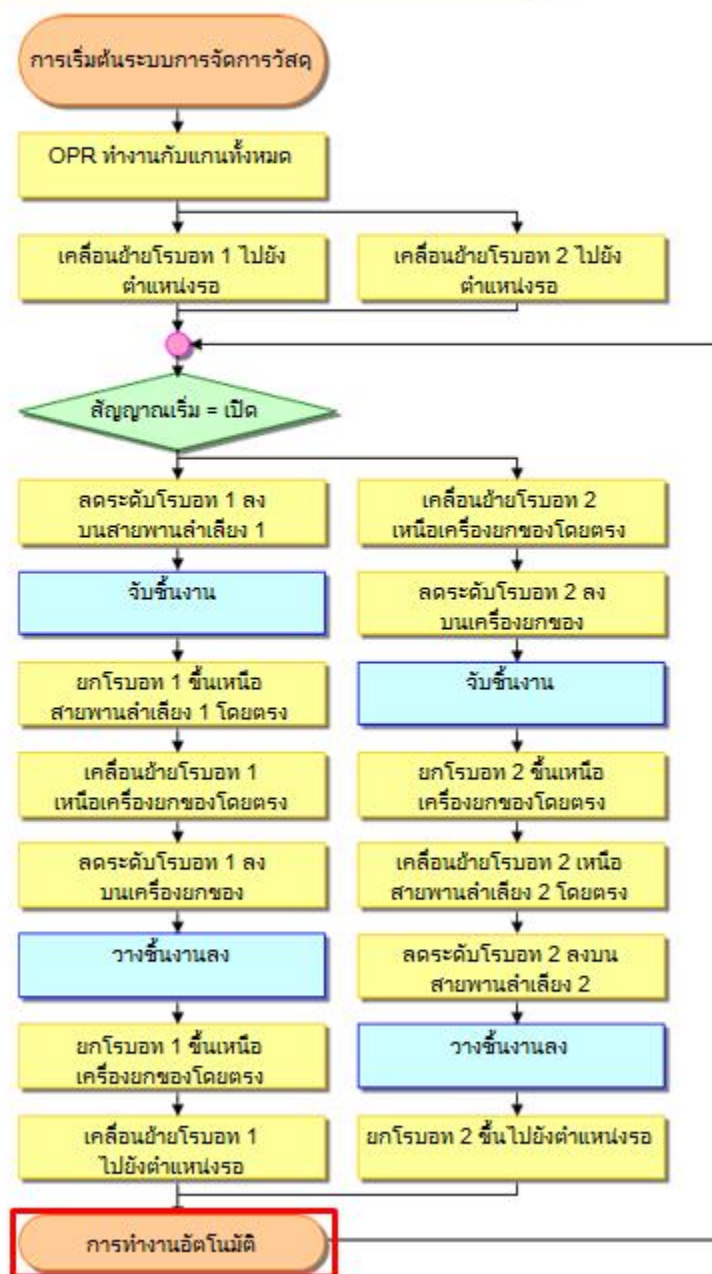 การเริ่มต้นระบบการจัดการวัสดุ
OPR ทำงานกับแกนทั้งหมด
เคลื่อนย้ายโรบอท 1 ไปยัง
ตำแหน่งรอ
เคลื่อนย้ายโรบอท 2 ไปยัง
ตำแหน่งรอ
สัญญาณเริ่ม = เปิด
ลดระดับโรบอท 1 ลง
บนสายพานลำเลียง 1
จับชิ้นงาน
ยกโรบอท 1 ขึ้นเหนือ
สายพานลำเลียง 1 โดยตรง
เคลื่อนย้ายโรบอท 1
เหนือเครื่องยกของโดยตรง
ลดระดับโรบอท 1 ลง
บนเครื่องยกของ
วางชิ้นงานลง
ยกโรบอท 1 ขึ้นเหนือ
เครื่องยกของโดยตรง
เคลื่อนย้ายโรบอท 1
ไปยังตำแหน่งรอ
เคลื่อนย้ายโรบอท 2
เหนือเครื่องยกของโดยตรง
ลดระดับโรบอท 2 ลง
บนเครื่องยกของ
จับชิ้นงาน
ยกโรบอท 2 ขึ้นเหนือ
เครื่องยกของโดยตรง
เคลื่อนย้ายโรบอท 2 เหนือ
สายพานลำเลียง 2 โดยตรง
ลดระดับโรบอท 2 ลงบน
สายพานลำเลียง 2
วางชิ้นงานลง
ยกโรบอท 2 ขึ้นไปยังตำแหน่งรอ
การทำงานอัตโนมัติ